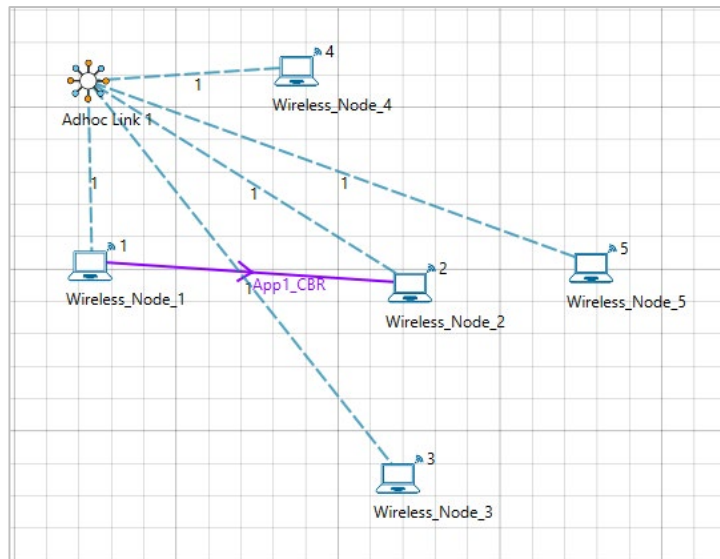 4
Wireless_Node_4
1
Adhoc Link 1
1
1
1
1
Wireless_Node_1
2
App1_CBR
1
Wireless_Node_2
5
Wireless_Node_5
3
Wireless_Node_3